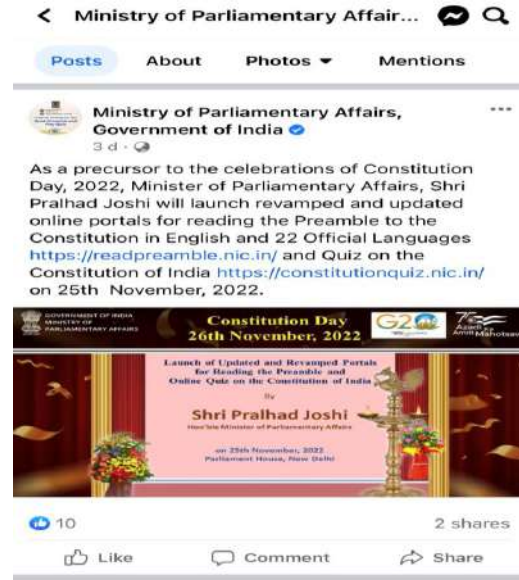 Ministry of Parliamentary Affair...
Posts About Photos Mentions
Ministry of Parliamentary Affairs,
Government of India
3 d
As a precursor to the celebrations of Constitution
Day, 2022, Minister of Parliamentary Affairs, Shri
Pralhad Joshi will launch revamped and updated
online portals for reading the Preamble to the
Constitution in English and 22 Official Languages
https://readpreamble.nic.in/ and Quiz on the
Constitution of India https://constitutionquiz.nic.in/
on 25th November, 2022.
GOVERNMENT OF INDIA
MINISTRY OF
PARLIAMENTARY AFFAIRS
Constitution Day
26th November, 2022
G20
Azadi Ka
Amrit Mahotsav
Launch of Updated and Revamped Portals
for Reading the Preamble and
Online Quiz on the Constitution of India
By
Shri Pralhad Joshi
Hon'ble Minister of Parliamentary Affairs
on 25th November, 2022
Parliament House, New Delhi
10 2 shares
Like Comment Share